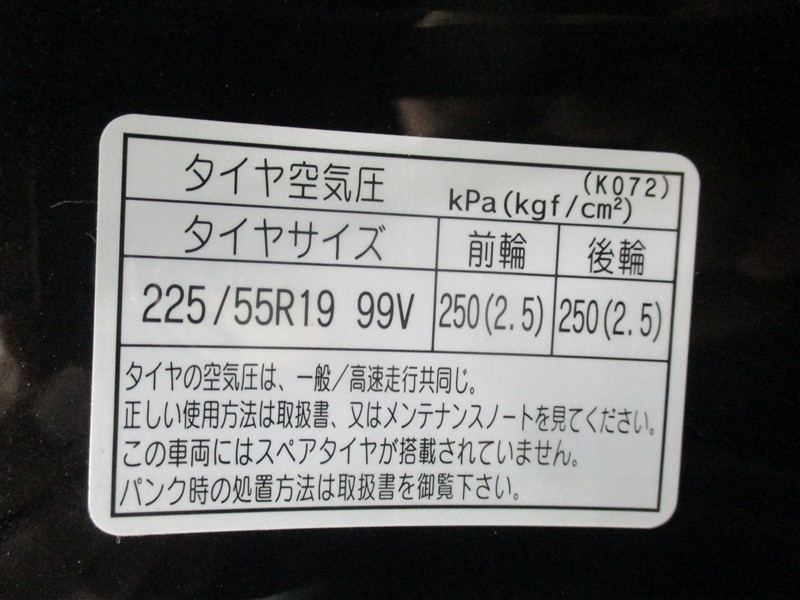 タイヤ空気圧 kPa(kgf/cm²) (K072)
タイヤサイズ 前輪 後輪
225/55R19 99V 250(2.5) 250(2.5)
タイヤの空気圧は、一般/高速走行共同じ。
正しい使用方法は取扱書、又はメンテナンスノートを見てください。
この車両にはスペアタイヤが搭載されていません。
パンク時の処置方法は取扱書を御覧下さい。